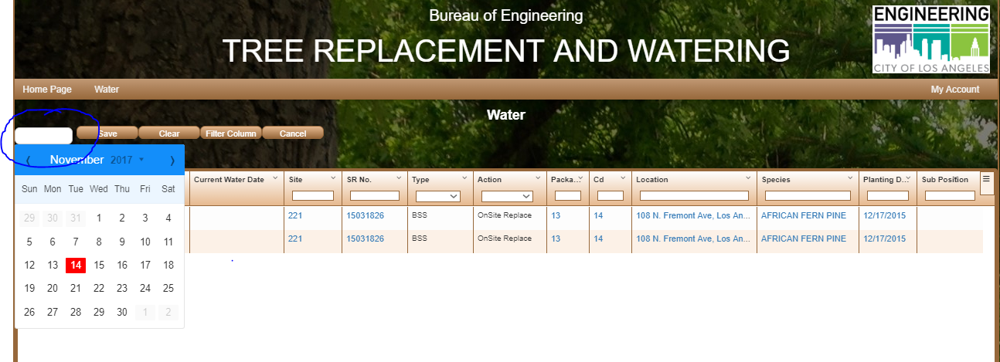 Bureau of Engineering
TREE REPLACEMENT AND WATERING
ENGINEERING
CITY OF LOS ANGELES
Home Page Water My Account
Water
Save Clear Filter Column Cancel
November 2017
Sun Mon Tue Wed Thu Fri Sat
29 30 31 1 2 3 4
5 6 7 8 9 10 11
12 13 14 15 16 17 18
19 20 21 22 23 24 25
26 27 28 29 30 1 2
Current Water Date Site SR No. Type Action Packa... Cd Location Species Planting D... Sub Position
221 15031826 BSS OnSite Replace 13 14 108 N. Fremont Ave, Los An... AFRICAN FERN PINE 12/17/2015
221 15031826 BSS OnSite Replace 13 14 108 N. Fremont Ave, Los An... AFRICAN FERN PINE 12/17/2015